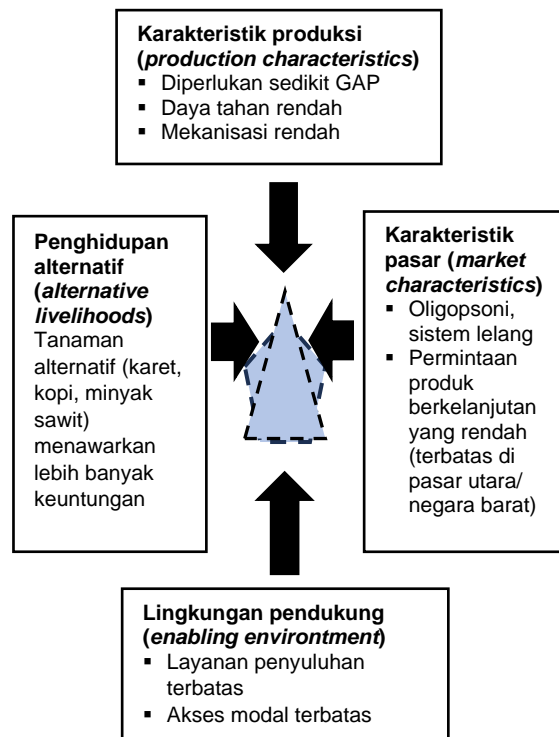 Karakteristik produksi
(production characteristics)
▪ Diperlukan sedikit GAP
▪ Daya tahan rendah
▪ Mekanisasi rendah
Penghidupan
alternatif
(alternative
livelihoods)
Tanaman
alternatif (karet,
kopi, minyak
sawit)
menawarkan
lebih banyak
keuntungan
Karakteristik
pasar (market
characteristics)
▪ Oligopsoni,
sistem lelang
▪ Permintaan
produk
berkelanjutan
yang rendah
(terbatas di
pasar utara/
negara barat)
Lingkungan pendukung
(enabling environtment)
▪ Layanan penyuluhan
terbatas
▪ Akses modal terbatas